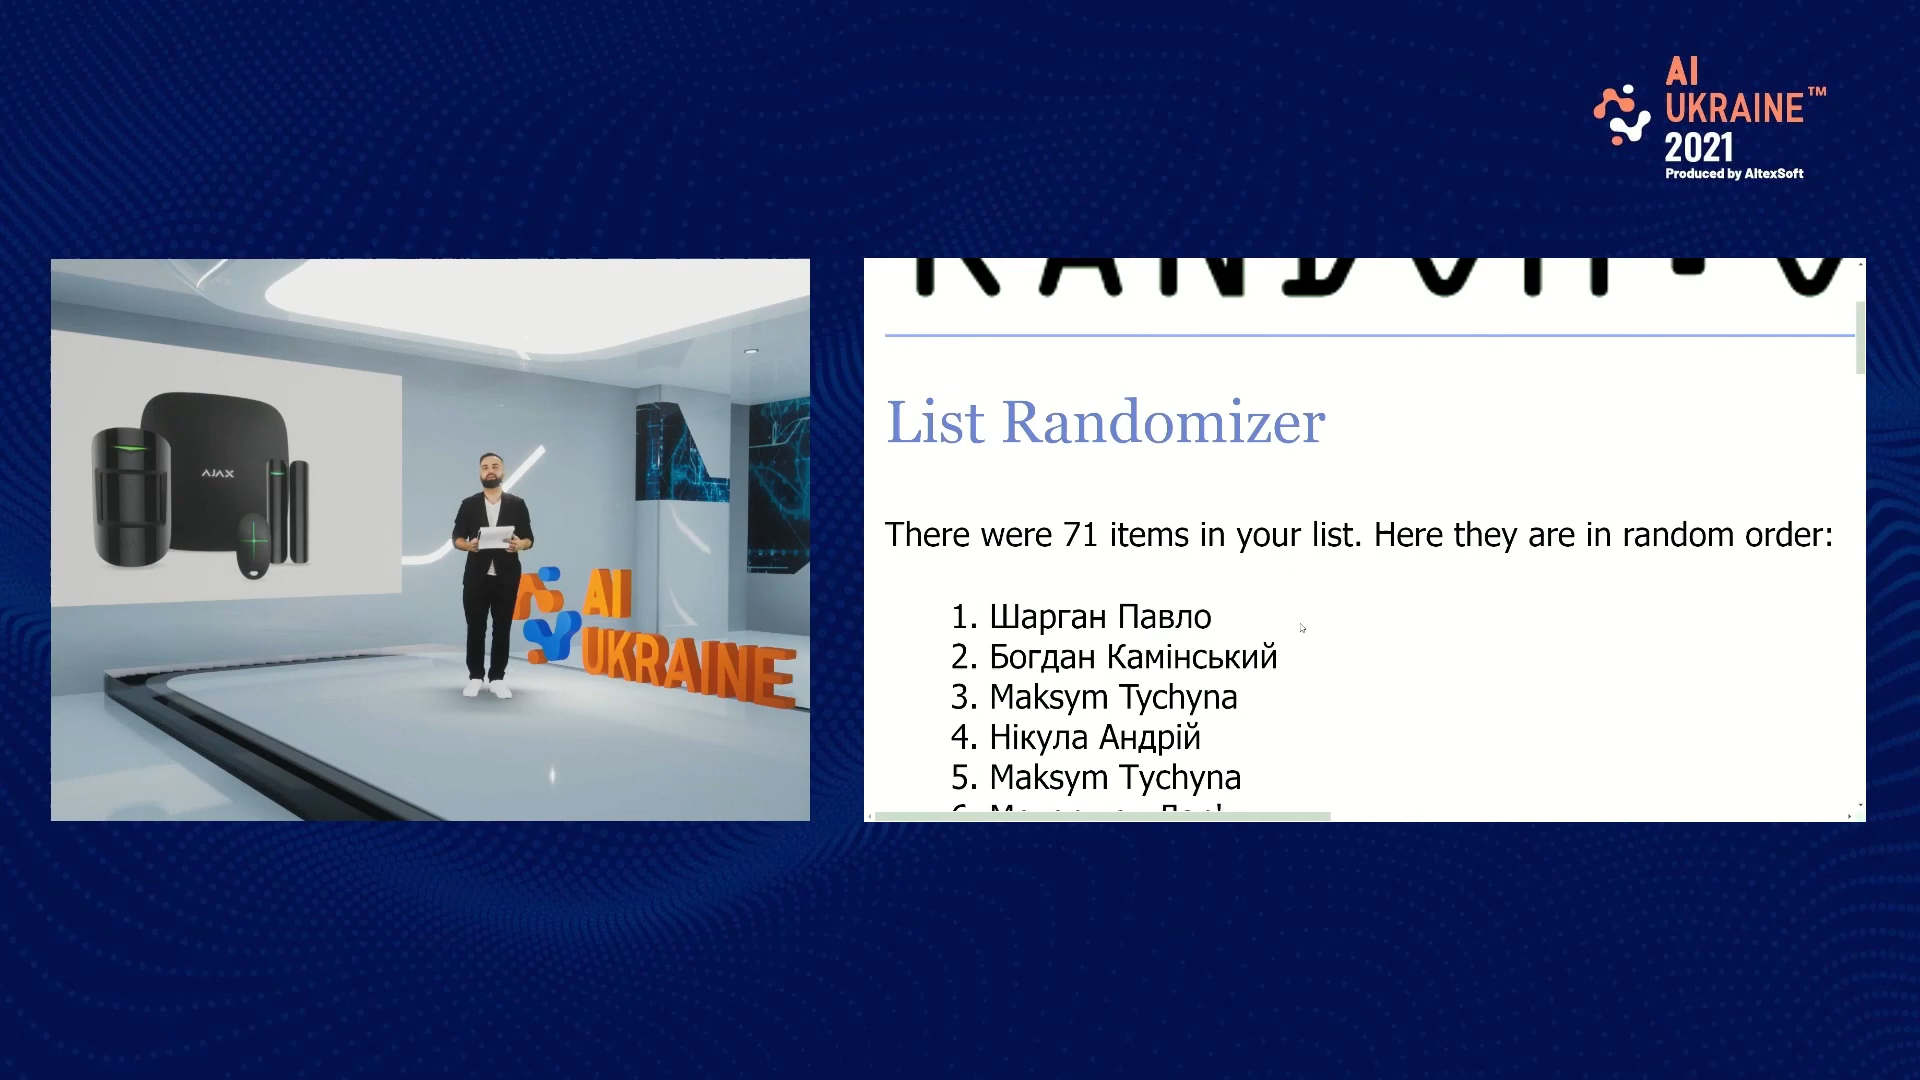 AI
UKRAINE™
2021
Produced by AltexSoft
AJAX
AI
UKRAINE
List Randomizer
There were 71 items in your list. Here they are in random order:
1. Шарган Павло
2. Богдан Камінський
3. Maksym Tychyna
4. Нікула Андрій
5. Maksym Tychyna